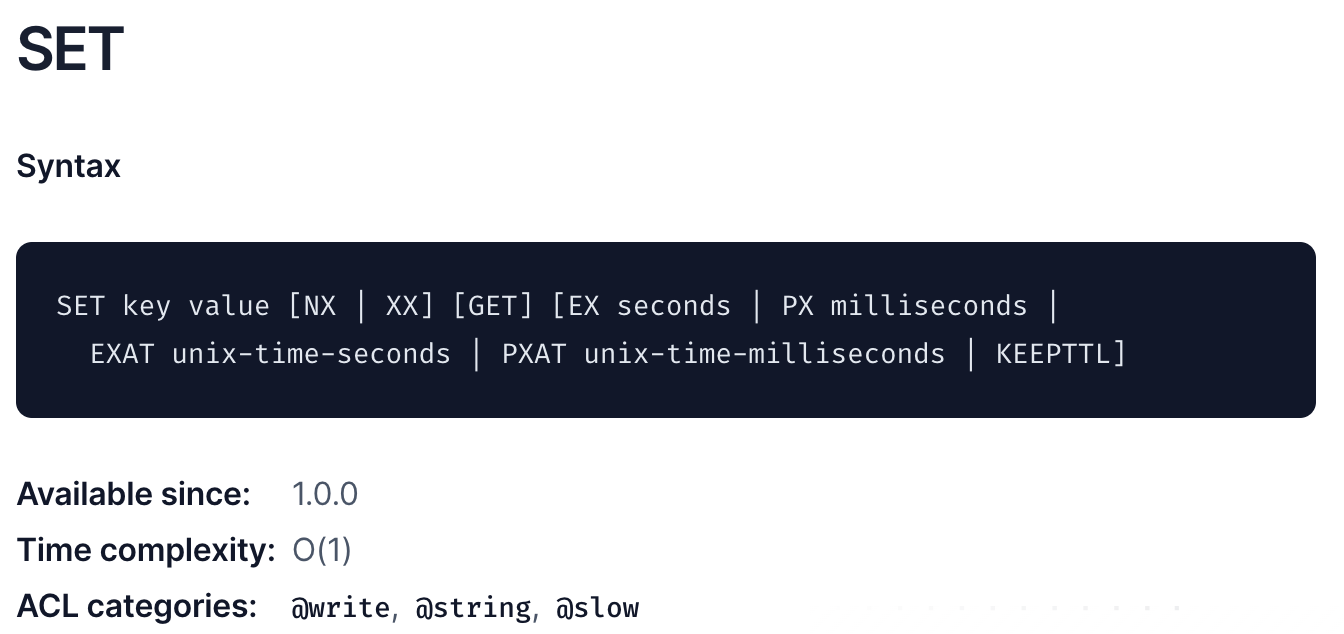 SET
Syntax
SET key value [NX | XX] [GET] [EX seconds | PX milliseconds |
EXAT unix-time-seconds | PXAT unix-time-milliseconds | KEEPTTL]
Available since: 1.0.0
Time complexity: O(1)
ACL categories: @write, @string, @slow